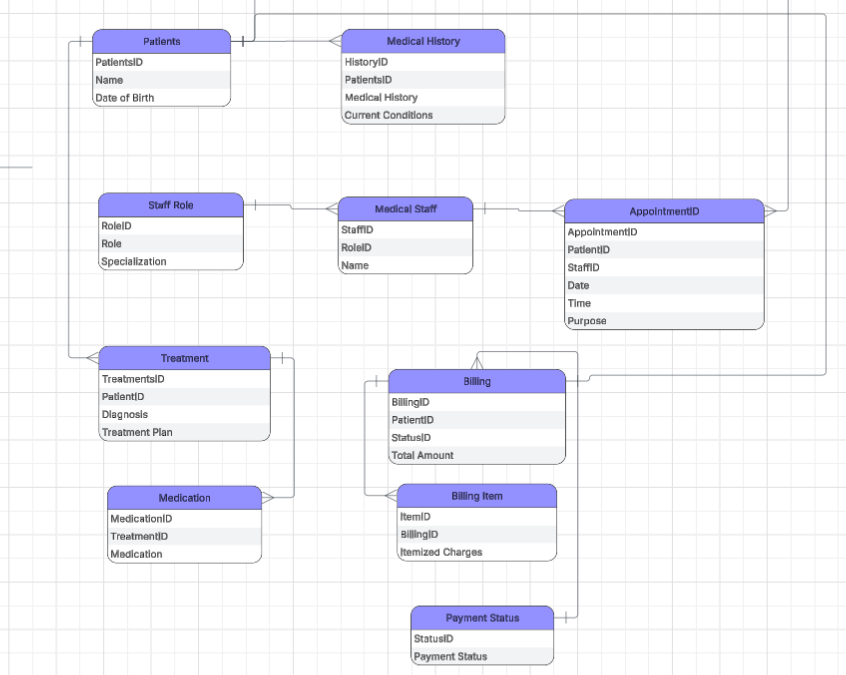 Patients
PatientsID
Name
Date of Birth
Medical History
HistoryID
PatientsID
Medical History
Current Conditions
Staff Role
RoleID
Role
Specialization
Medical Staff
StaffID
RoleID
Name
AppointmentID
AppointmentID
PatientID
StaffID
Date
Time
Purpose
Treatment
TreatmentsID
PatientID
Diagnosis
Treatment Plan
Billing
BillingID
PatientID
StatusID
Total Amount
Medication
MedicationID
TreatmentID
Medication
Billing Item
ItemID
BillingID
Itemized Charges
Payment Status
StatusID
Payment Status